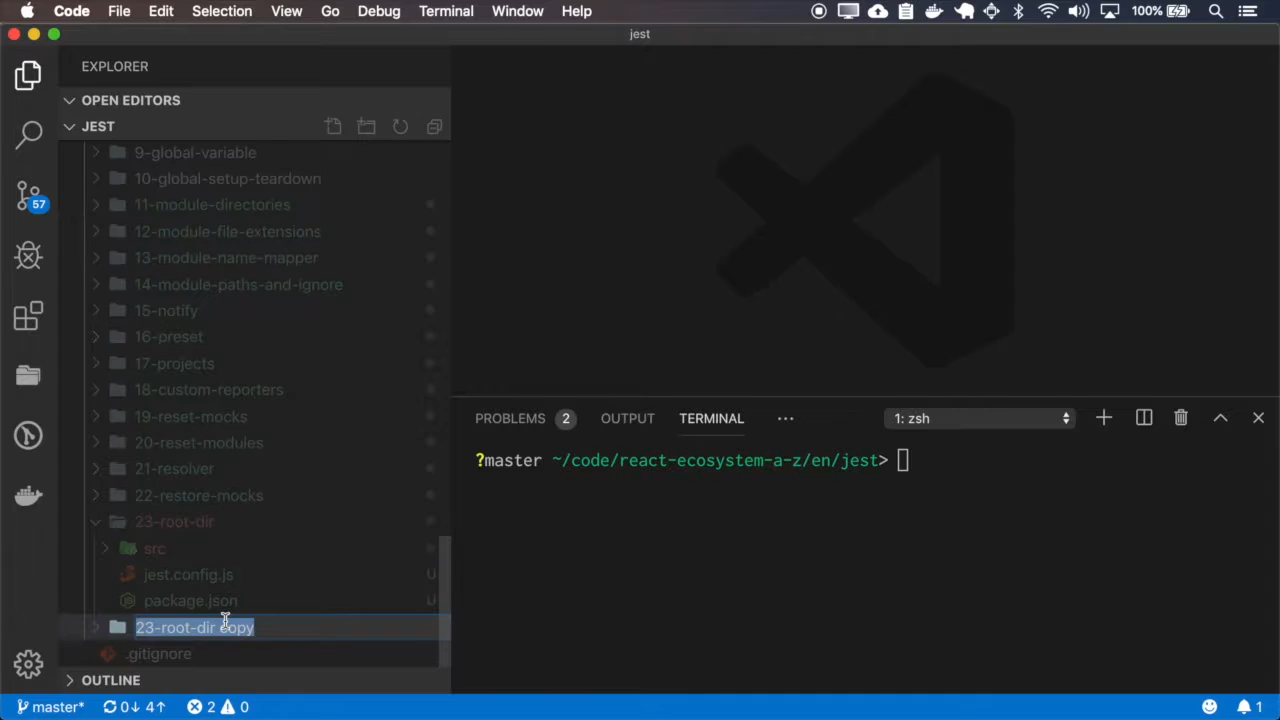 Code File Edit Selection View Go Debug Terminal Window Help 100%
jest
EXPLORER
OPEN EDITORS
JEST
9-global-variable
10-global-setup-teardown
11-module-directories
12-module-file-extensions
13-module-name-mapper
14-module-paths-and-ignore
15-notify
16-preset
17-projects
18-custom-reporters
19-reset-mocks
20-reset-modules
21-resolver
22-restore-mocks
23-root-dir
src
jest.config.js U
package.json U
23-root-dir copy
.gitignore
OUTLINE
57
PROBLEMS 2 OUTPUT TERMINAL ··· 1: zsh
?master ~/code/react-ecosystem-a-z/en/jest>
master* 0↓ 4↑ 2 0 1